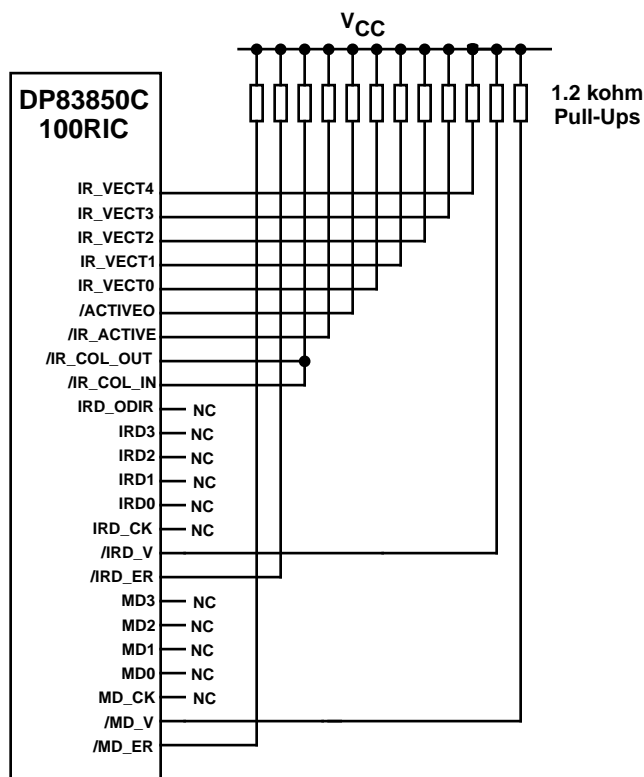 VCC
DP83850C
100RIC
1.2 kohm
Pull-Ups
IR_VECT4
IR_VECT3
IR_VECT2
IR_VECT1
IR_VECT0
/ACTIVEO
/IR_ACTIVE
/IR_COL_OUT
/IR_COL_IN
IRD_ODIR NC
IRD3 NC
IRD2 NC
IRD1 NC
IRD0 NC
IRD_CK NC
/IRD_V
/IRD_ER
MD3 NC
MD2 NC
MD1 NC
MD0 NC
MD_CK NC
/MD_V
/MD_ER